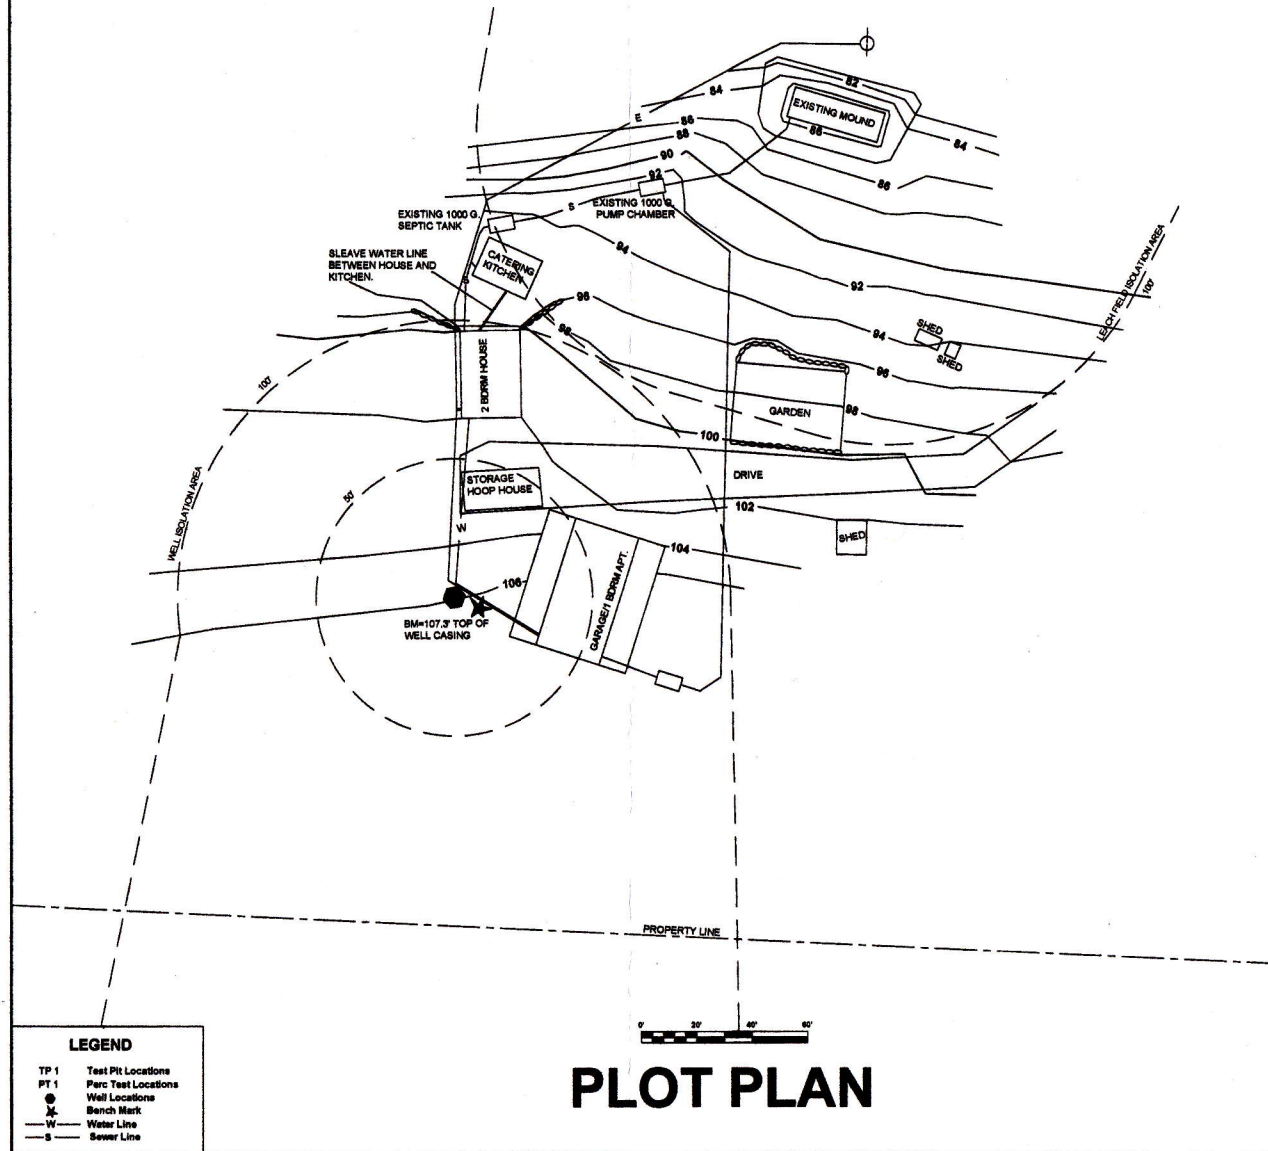 82
84
EXISTING MOUND
E
86
86
88
84
90
92
86
EXISTING 1000 G.
PUMP CHAMBER
S
EXISTING 1000 G.
SEPTIC TANK
SLEAVE WATER LINE
BETWEEN HOUSE AND
KITCHEN.
CATERING
KITCHEN
S
94
92
LEACH FIELD ISOLATION AREA
100'
96
98
94
SHED
SHED
96
100'
2 BDRM HOUSE
GARDEN
98
100
WELL ISOLATION AREA
50'
STORAGE
HOOP HOUSE
DRIVE
102
W
SHED
104
106
GARAGE/1 BDRM APT.
BM=107.3' TOP OF
WELL CASING
PROPERTY LINE
0' 20' 40' 60'
PLOT PLAN
LEGEND
TP 1 Test Pit Locations
PT 1 Perc Test Locations
Well Locations
Bench Mark
W Water Line
S Sewer Line